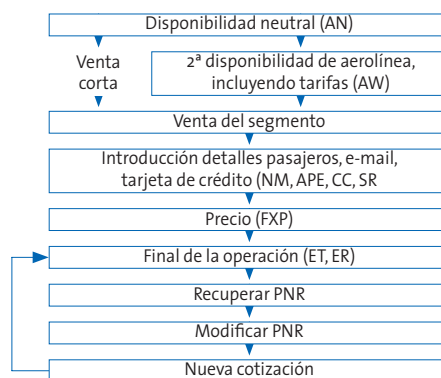 Disponibilidad neutral (AN)
Venta
corta
2ª disponibilidad de aerolínea,
incluyendo tarifas (AW)
Venta del segmento
Introducción detalles pasajeros, e-mail,
tarjeta de crédito (NM, APE, CC, SR
Precio (FXP)
Final de la operación (ET, ER)
Recuperar PNR
Modificar PNR
Nueva cotización